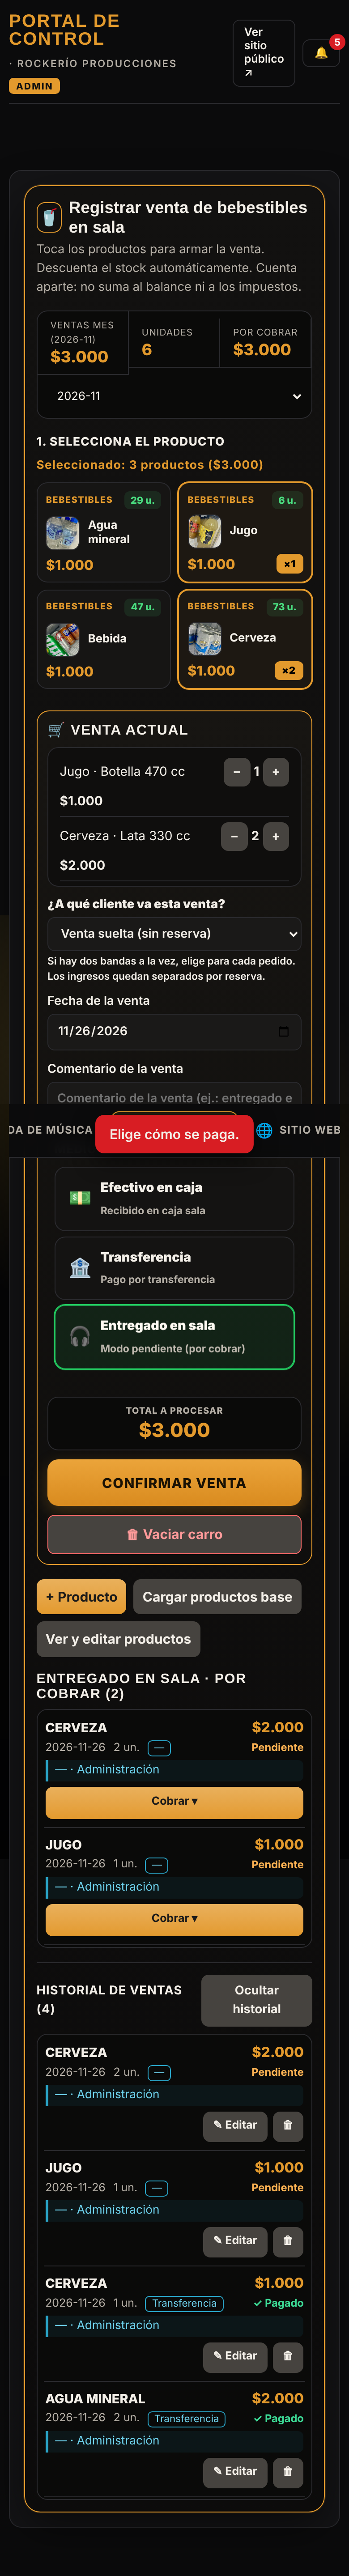 PORTAL DE
CONTROL
· ROCKERÍO PRODUCCIONES
ADMIN
Ver
sitio
público
↗
5
Registrar venta de bebestibles
en sala
Toca los productos para armar la venta.
Descuenta el stock automáticamente. Cuenta
aparte: no suma al balance ni a los impuestos.
VENTAS MES
(2026-11)
$3.000
UNIDADES
6
POR COBRAR
$3.000
2026-11
1. SELECCIONA EL PRODUCTO
Seleccionado: 3 productos ($3.000)
BEBESTIBLES 29 u.
Agua
mineral
$1.000
BEBESTIBLES 6 u.
Jugo
$1.000 ×1
BEBESTIBLES 47 u.
Bebida
$1.000
BEBESTIBLES 73 u.
Cerveza
$1.000 ×2
VENTA ACTUAL
Jugo · Botella 470 cc − 1 +
$1.000
Cerveza · Lata 330 cc − 2 +
$2.000
¿A qué cliente va esta venta?
Venta suelta (sin reserva)
Si hay dos bandas a la vez, elige para cada pedido.
Los ingresos quedan separados por reserva.
Fecha de la venta
11/26/2026
Comentario de la venta
Comentario de la venta (ej.: entregado e
DA DE MÚSICA
Elige cómo se paga.
SITIO WEB
Efectivo en caja
Recibido en caja sala
Transferencia
Pago por transferencia
Entregado en sala
Modo pendiente (por cobrar)
TOTAL A PROCESAR
$3.000
CONFIRMAR VENTA
Vaciar carro
+ Producto
Cargar productos base
Ver y editar productos
ENTREGADO EN SALA · POR
COBRAR (2)
CERVEZA $2.000
2026-11-26 2 un. — Pendiente
— · Administración
Cobrar ▾
JUGO $1.000
2026-11-26 1 un. — Pendiente
— · Administración
Cobrar ▾
HISTORIAL DE VENTAS
(4)
Ocultar
historial
CERVEZA $2.000
2026-11-26 2 un. — Pendiente
— · Administración
✎ Editar
JUGO $1.000
2026-11-26 1 un. — Pendiente
— · Administración
✎ Editar
CERVEZA $1.000
2026-11-26 1 un. Transferencia ✓ Pagado
— · Administración
✎ Editar
AGUA MINERAL $2.000
2026-11-26 2 un. Transferencia ✓ Pagado
— · Administración
✎ Editar